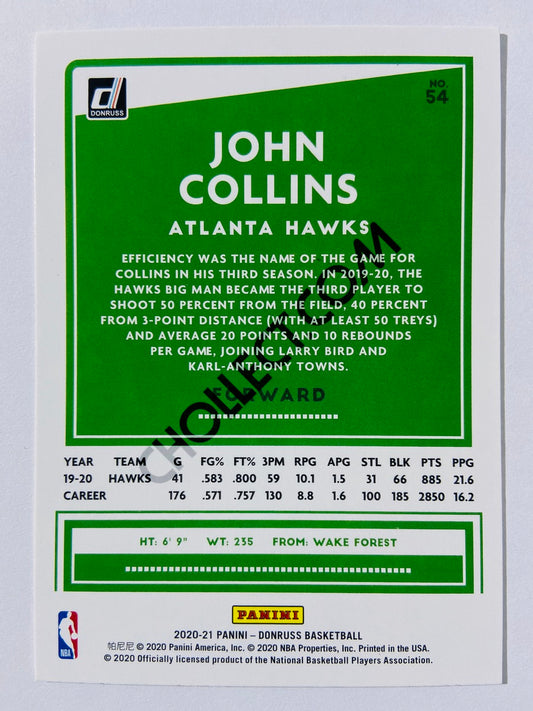 DONRUSS
NO.
54
JOHN
COLLINS
ATLANTA HAWKS
EFFICIENCY WAS THE NAME OF THE GAME FOR
COLLINS IN HIS THIRD SEASON. IN 2019-20, THE
HAWKS BIG MAN BECAME THE THIRD PLAYER TO
SHOOT 50 PERCENT FROM THE FIELD, 40 PERCENT
FROM 3-POINT DISTANCE (WITH AT LEAST 50 TREYS)
AND AVERAGE 20 POINTS AND 10 REBOUNDS
PER GAME, JOINING LARRY BIRD AND
KARL-ANTHONY TOWNS.
FORWARD
CHOLLECT.COM
YEAR TEAM G FG% FT% 3PM RPG APG STL BLK PTS PPG
19-20 HAWKS 41 .583 .800 59 10.1 1.5 31 66 885 21.6
CAREER 176 .571 .757 130 8.8 1.6 100 185 2850 16.2
HT: 6' 9" WT: 235 FROM: WAKE FOREST
PANINI
NBA
2020-21 PANINI – DONRUSS BASKETBALL
帕尼尼 © 2020 Panini America, Inc. © 2020 NBA Properties, Inc. Printed in the USA.
© 2020 Officially licensed product of the National Basketball Players Association.